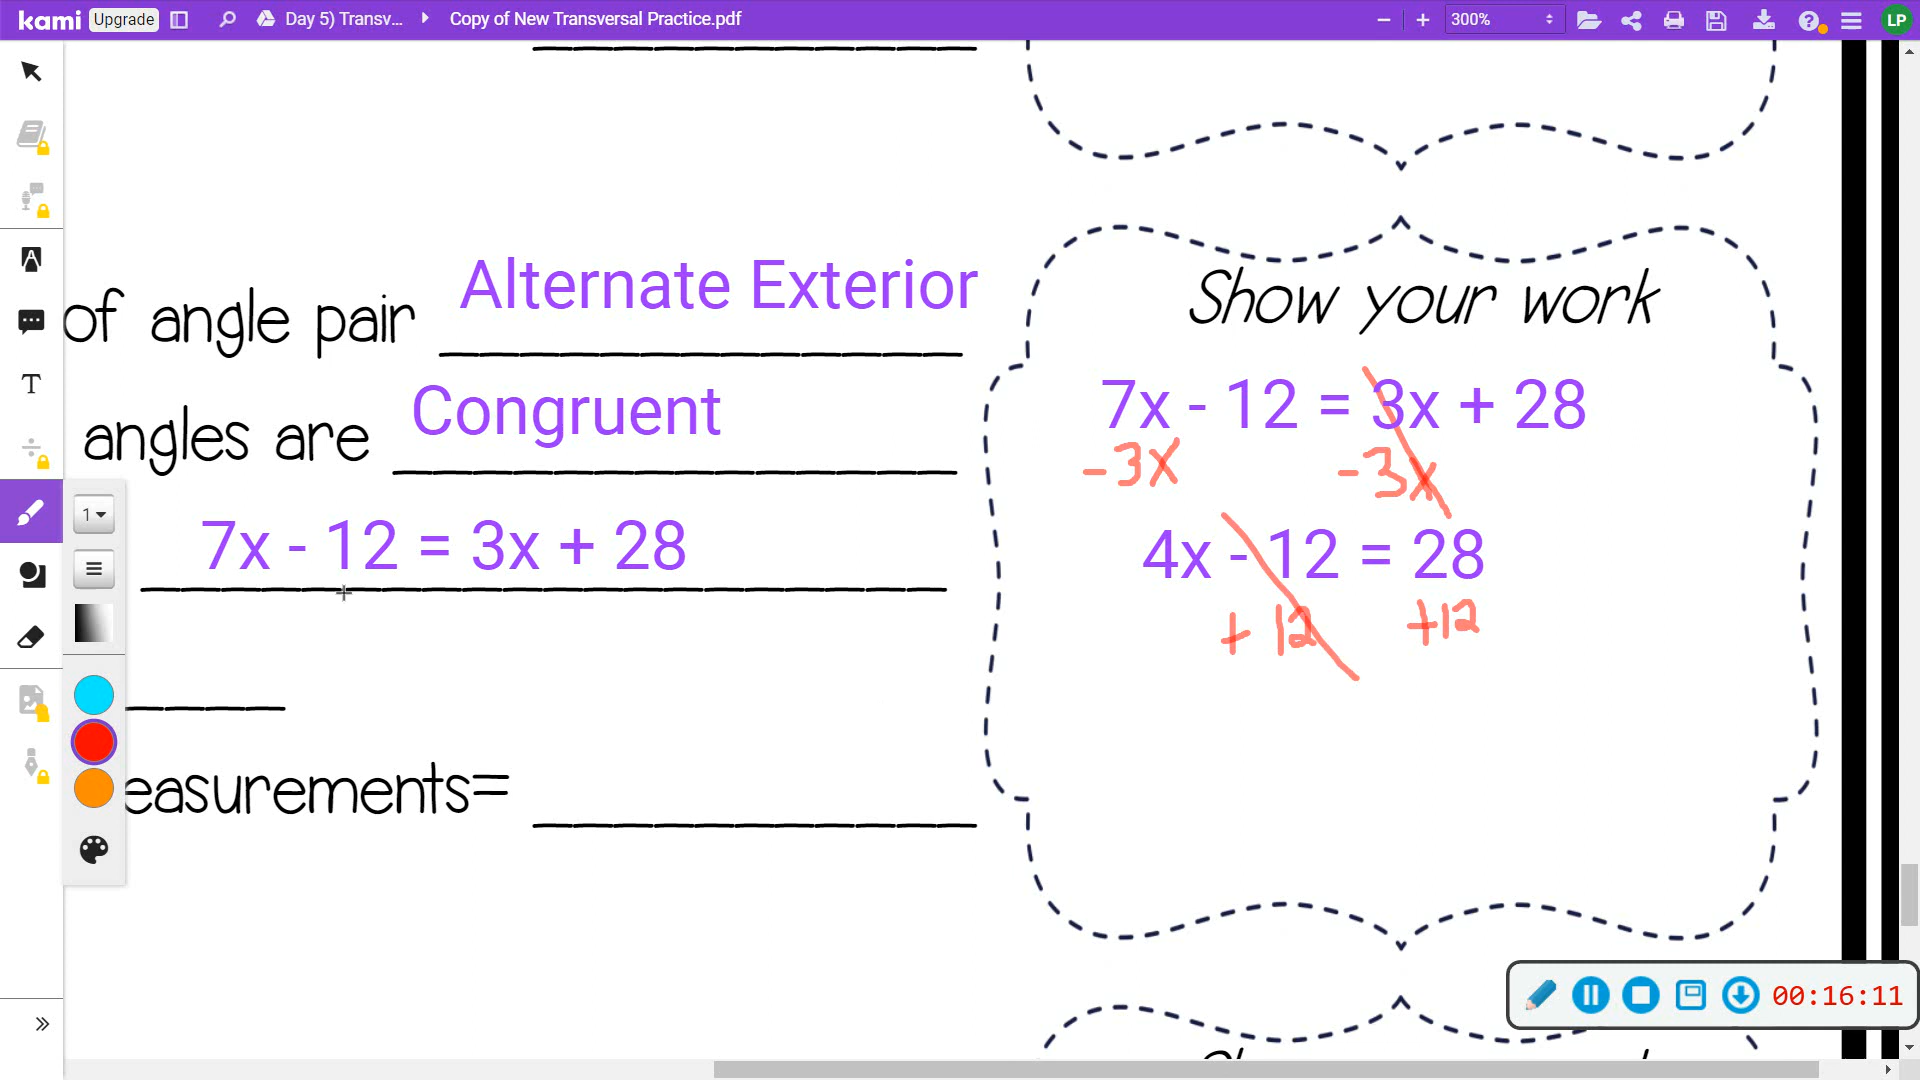 kami Upgrade Day 5) Transv... Copy of New Transversal Practice.pdf 300% LP
of angle pair Alternate Exterior
angles are Congruent
7x - 12 = 3x + 28
easurements=
1
Show your work
7x - 12 = 3x + 28
-3x -3x
4x - 12 = 28
+ 12 +12
00:16:11